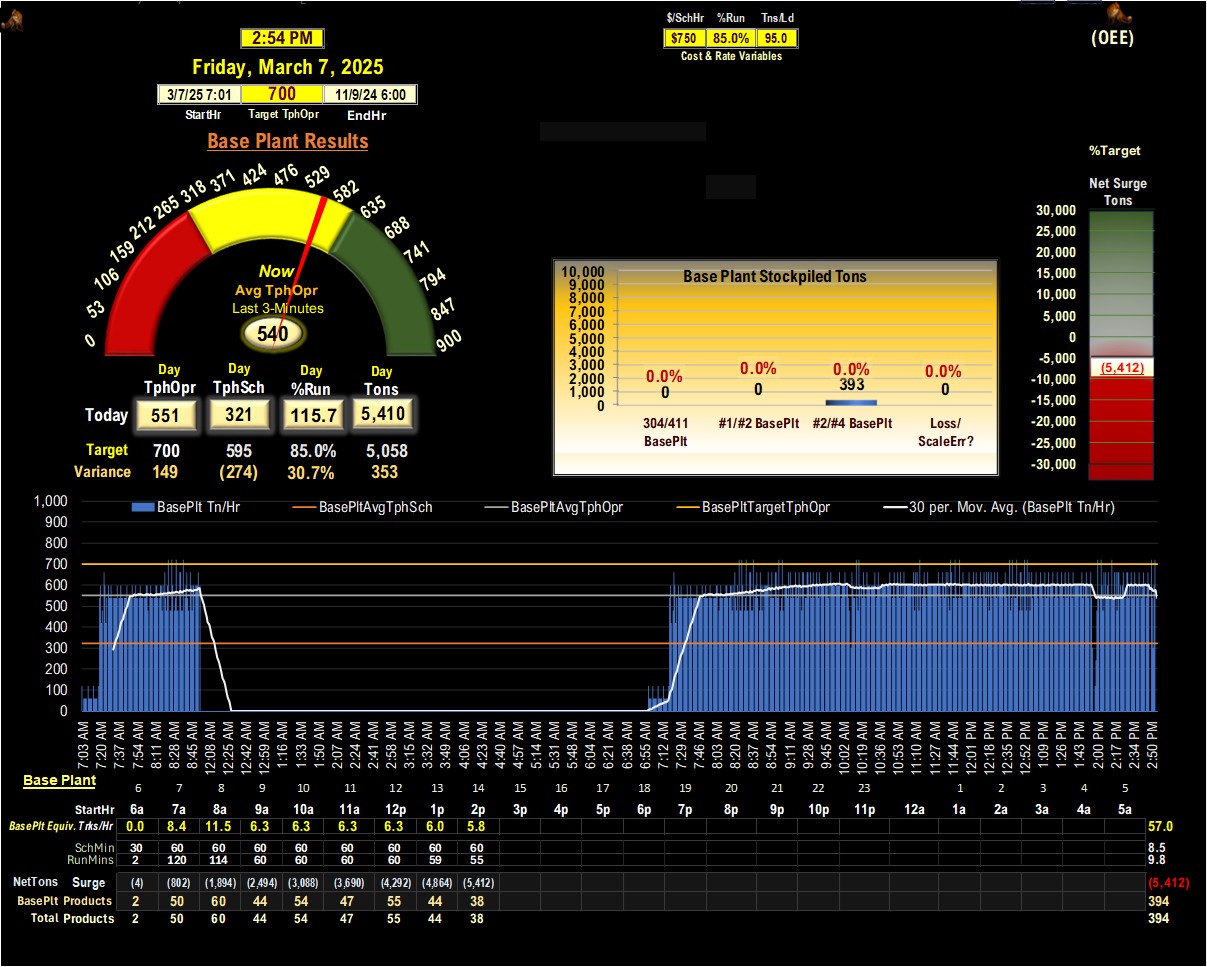 $/SchHr %Run Tns/Ld
$750 85.0% 95.0
Cost & Rate Variables
(OEE)
2:54 PM
Friday, March 7, 2025
3/7/25 7:01 700 11/9/24 6:00
StartHr Target TphOpr EndHr
Base Plant Results
0 53 106 159 212 265 318 371 424 476 529 582 635 688 741 794 847 900
Now
Avg TphOpr
Last 3-Minutes
540
Day Day Day Day
TphOpr TphSch %Run Tons
Today 551 321 115.7 5,410
Target 700 595 85.0% 5,058
Variance 149 (274) 30.7% 353
Base Plant Stockpiled Tons
10,000
9,000
8,000
7,000
6,000
5,000
4,000
3,000
2,000
1,000
0
0.0% 0.0% 0.0% 0.0%
0 0 393 0
304/411 BasePlt
#1/#2 BasePlt
#2/#4 BasePlt
Loss/ ScaleErr?
%Target
Net Surge
Tons
30,000
25,000
20,000
15,000
10,000
5,000
0
-5,000
(5,412)
-10,000
-15,000
-20,000
-25,000
-30,000
BasePlt Tn/Hr BasePltAvgTphSch BasePltAvgTphOpr BasePltTargetTphOpr 30 per. Mov. Avg. (BasePlt Tn/Hr)
1,000
900
800
700
600
500
400
300
200
100
0
7:03 AM 7:20 AM 7:37 AM 7:54 AM 8:11 AM 8:28 AM 8:45 AM 12:08 AM 12:25 AM 12:42 AM 12:59 AM 1:16 AM 1:33 AM 1:50 AM 2:07 AM 2:24 AM 2:41 AM 2:58 AM 3:15 AM 3:32 AM 3:49 AM 4:06 AM 4:23 AM 4:40 AM 4:57 AM 5:14 AM 5:31 AM 5:48 AM 6:04 AM 6:21 AM 6:38 AM 6:55 AM 7:12 AM 7:29 AM 7:46 AM 8:03 AM 8:20 AM 8:37 AM 8:54 AM 9:11 AM 9:28 AM 9:45 AM 10:02 AM 10:19 AM 10:36 AM 10:53 AM 11:10 AM 11:27 AM 11:44 AM 12:01 PM 12:18 PM 12:35 PM 12:52 PM 1:09 PM 1:26 PM 1:43 PM 2:00 PM 2:17 PM 2:34 PM 2:50 PM
Base Plant
6 7 8 9 10 11 12 13 14 15 16 17 18 19 20 21 22 23 1 2 3 4 5
StartHr 6a 7a 8a 9a 10a 11a 12p 1p 2p 3p 4p 5p 6p 7p 8p 9p 10p 11p 12a 1a 2a 3a 4a 5a
BasePlt Equiv. Trks/Hr 0.0 8.4 11.5 6.3 6.3 6.3 6.3 6.0 5.8 57.0
SchMin 30 60 60 60 60 60 60 60 60 8.5
RunMins 2 120 114 60 60 60 60 59 55 9.8
NetTons Surge (4) (802) (1,894) (2,494) (3,088) (3,690) (4,292) (4,864) (5,412) (5,412)
BasePlt Products 2 50 60 44 54 47 55 44 38 394
Total Products 2 50 60 44 54 47 55 44 38 394